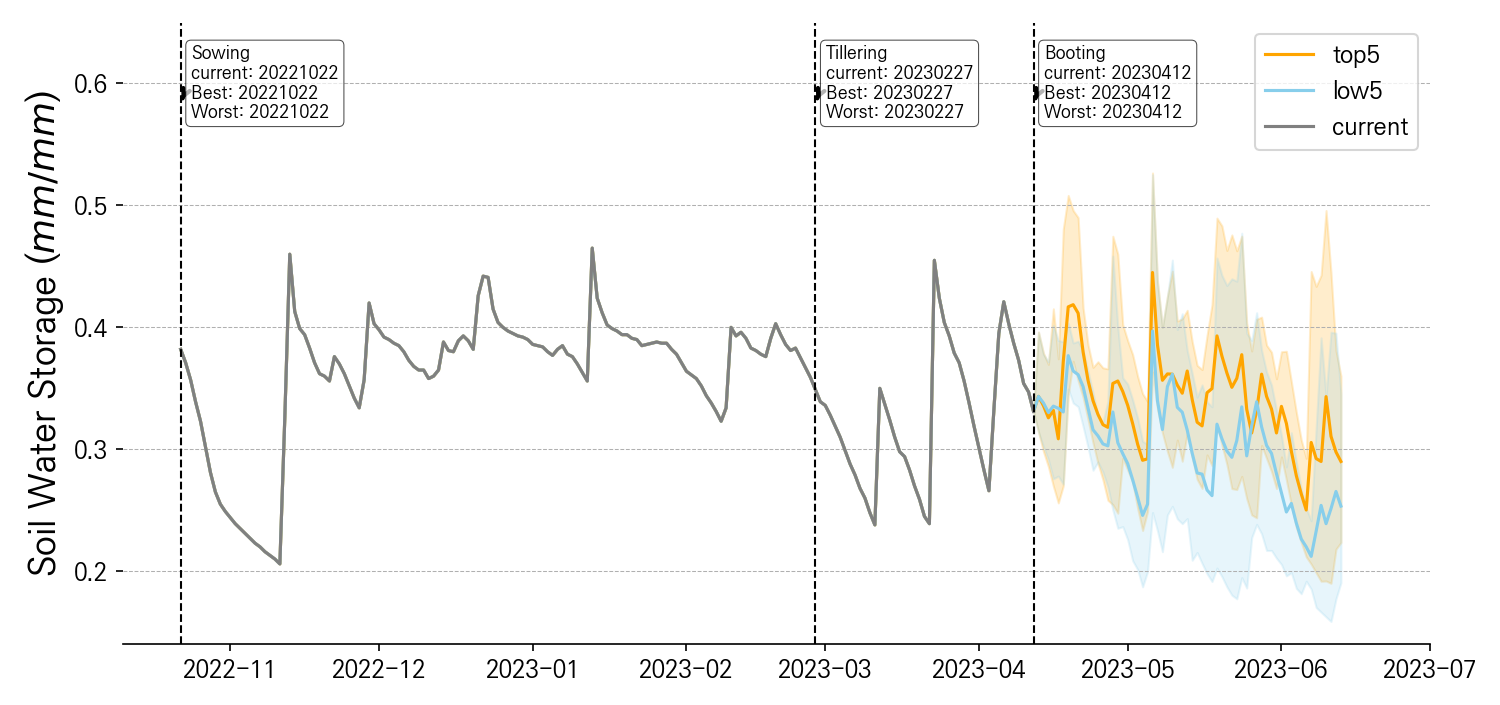 Sowing
current: 20221022
Best: 20221022
Worst: 20221022
Tillering
current: 20230227
Best: 20230227
Worst: 20230227
Booting
current: 20230412
Best: 20230412
Worst: 20230412
top5
low5
current
Soil Water Storage (mm/mm)
0.6
0.5
0.4
0.3
0.2
2022−11
2022−12
2023−01
2023−02
2023−03
2023−04
2023−05
2023−06
2023−07